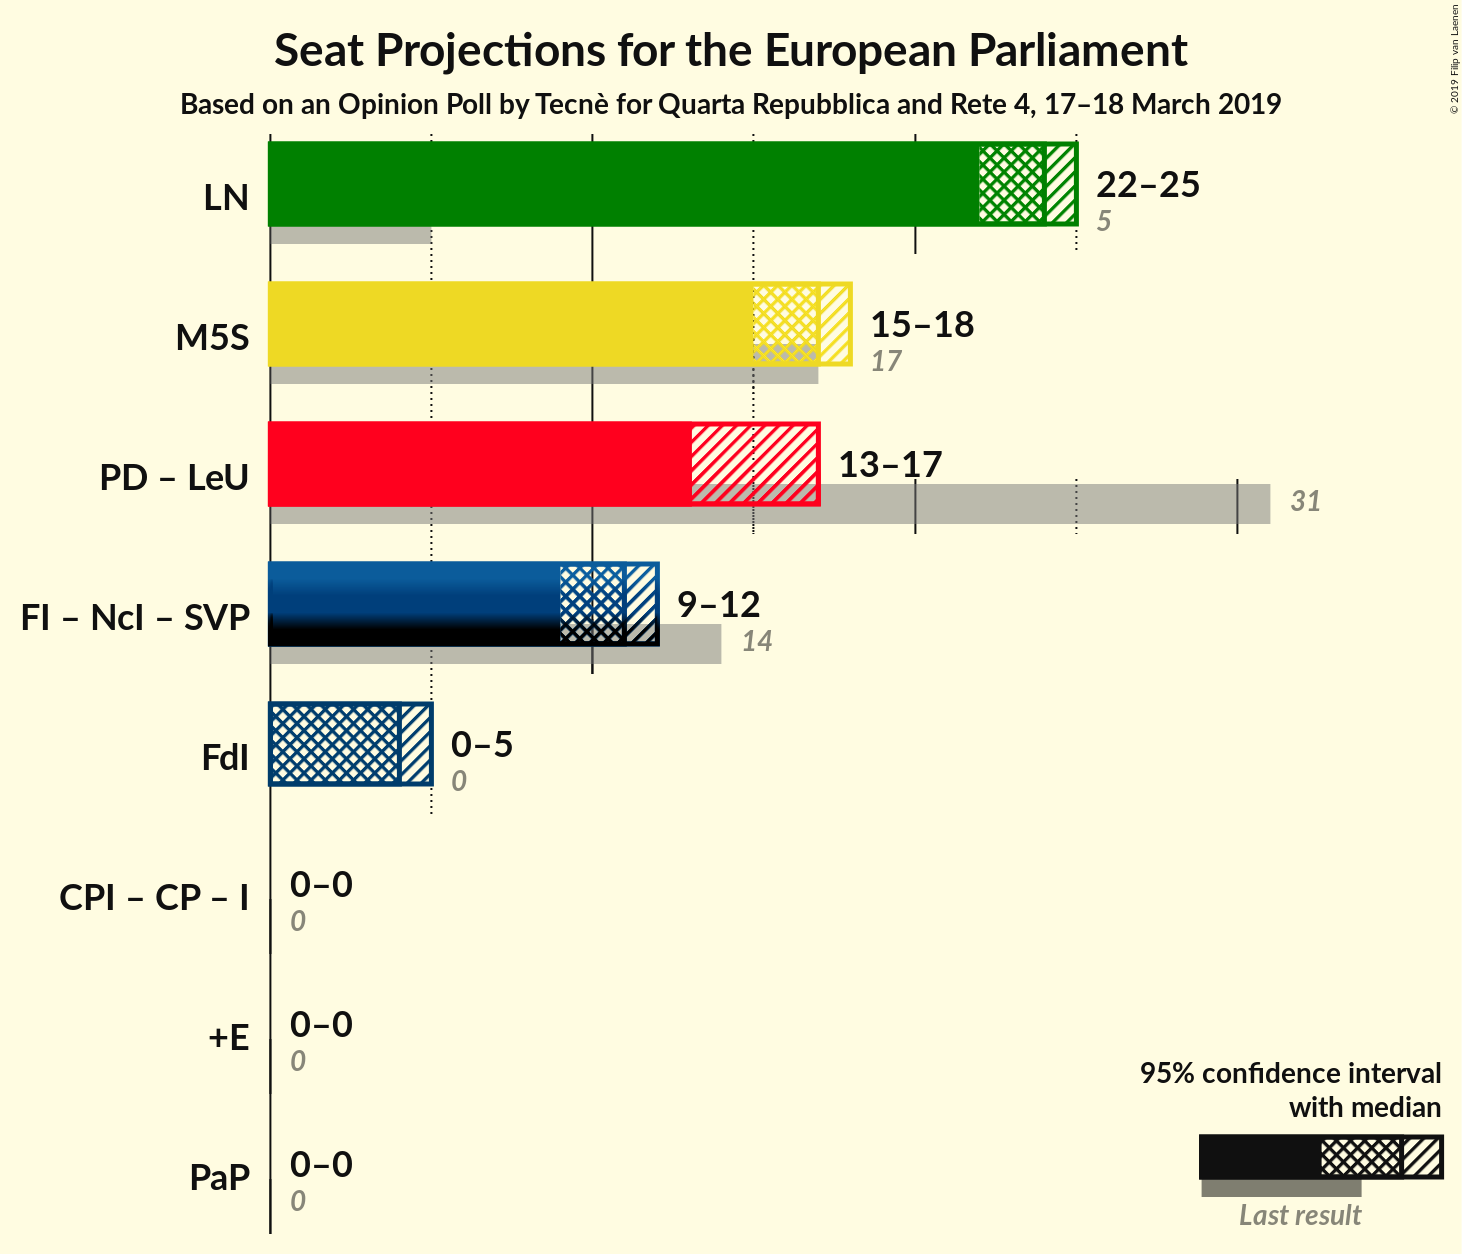 Seat Projections for the European Parliament
Based on an Opinion Poll by Tecnè for Quarta Repubblica and Rete 4, 17–18 March 2019
© 2019 Filip van Laenen
LN
22–25
5
M5S
15–18
17
PD – LeU
13–17
31
FI – NcI – SVP
9–12
14
FdI
0–5
0
CPI – CP – I
0–0
0
+E
0–0
0
PaP
0–0
0
95% confidence interval
with median
Last result